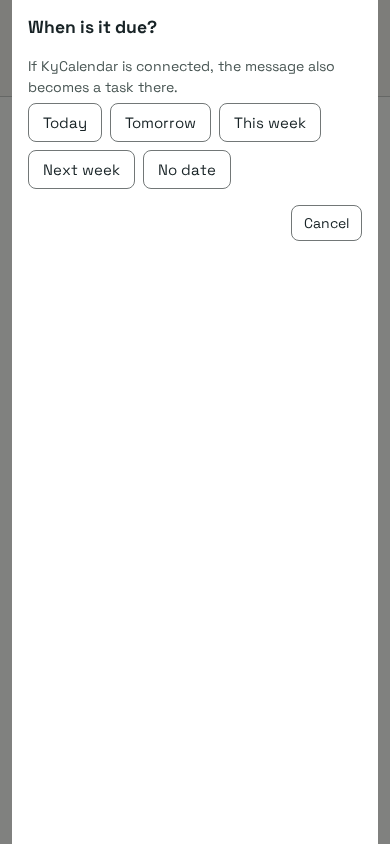 When is it due?
If KyCalendar is connected, the message also
becomes a task there.
Today
Tomorrow
This week
Next week
No date
Cancel